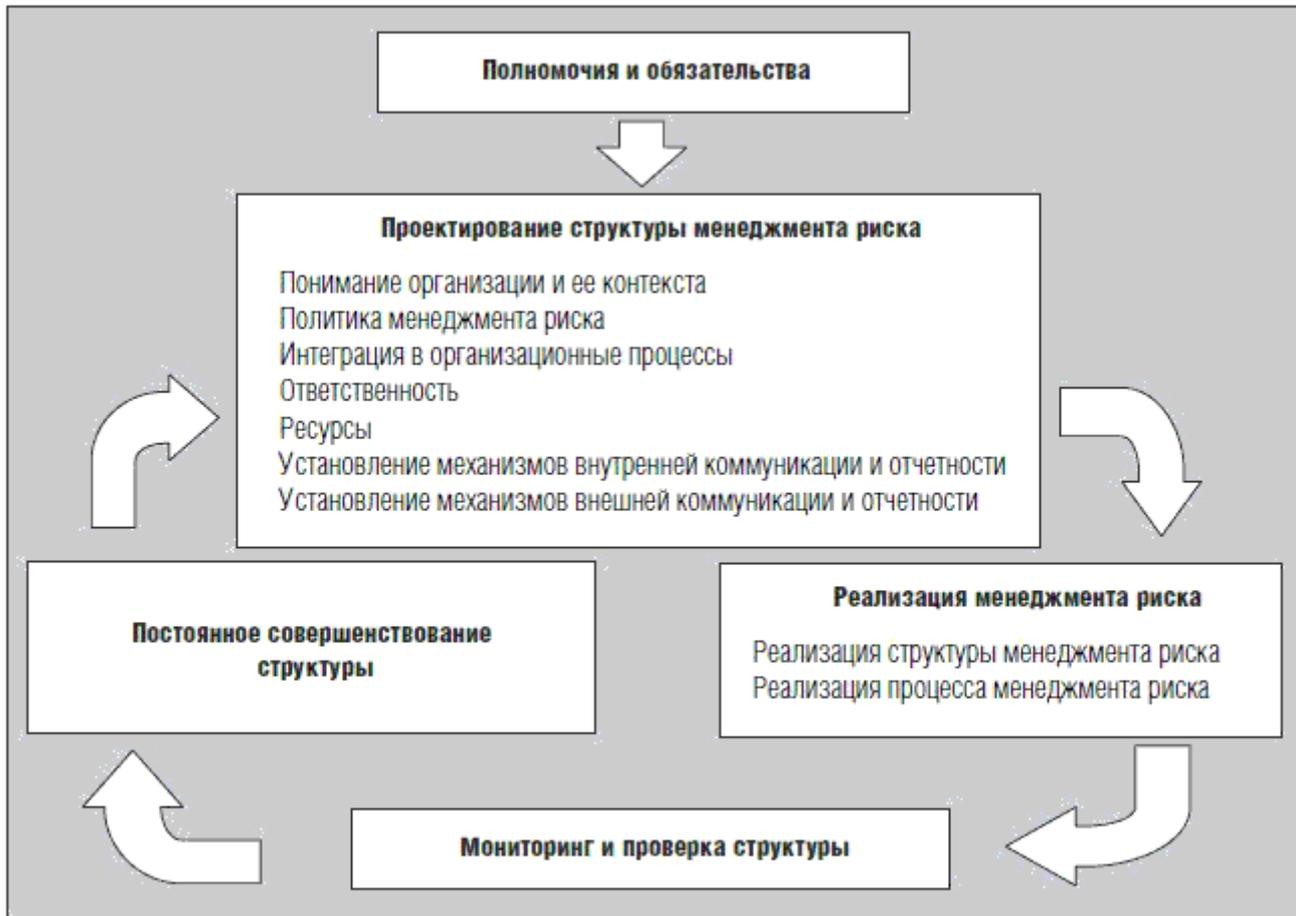 Полномочия и обязательства
Проектирование структуры менеджмента риска
Понимание организации и ее контекста
Политика менеджмента риска
Интеграция в организационные процессы
Ответственность
Ресурсы
Установление механизмов внутренней коммуникации и отчетности
Установление механизмов внешней коммуникации и отчетности
Постоянное совершенствование
структуры
Реализация менеджмента риска
Реализация структуры менеджмента риска
Реализация процесса менеджмента риска
Мониторинг и проверка структуры